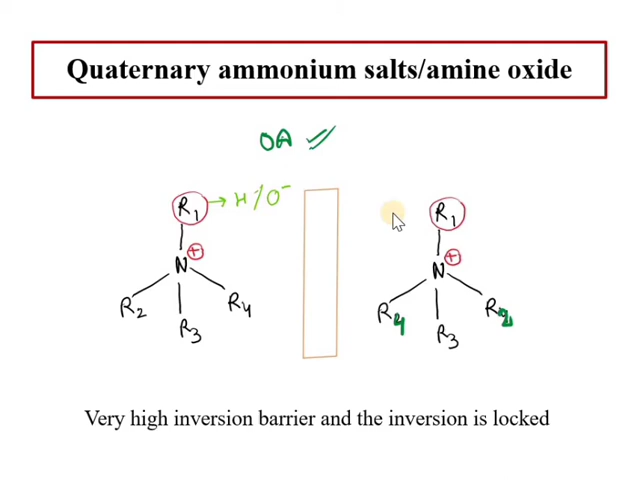 Quaternary ammonium salts/amine oxide
OA
R1 → H / O⁻ R1
+ +
N N
R2 R3 R4 R4 R3 R2
Very high inversion barrier and the inversion is locked